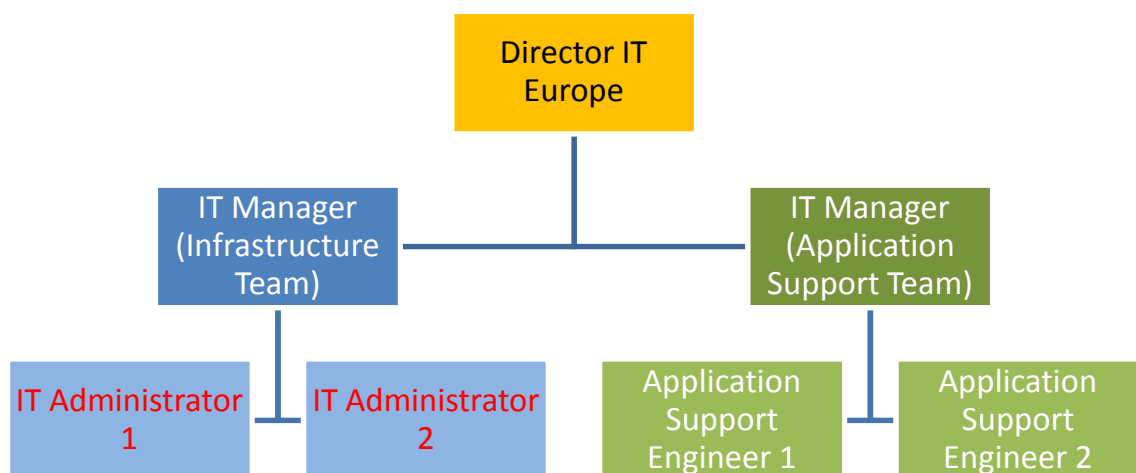 Director IT
Europe
IT Manager
(Infrastructure
Team)
IT Manager
(Application
Support Team)
IT Administrator
1
IT Administrator
2
Application
Support
Engineer 1
Application
Support
Engineer 2